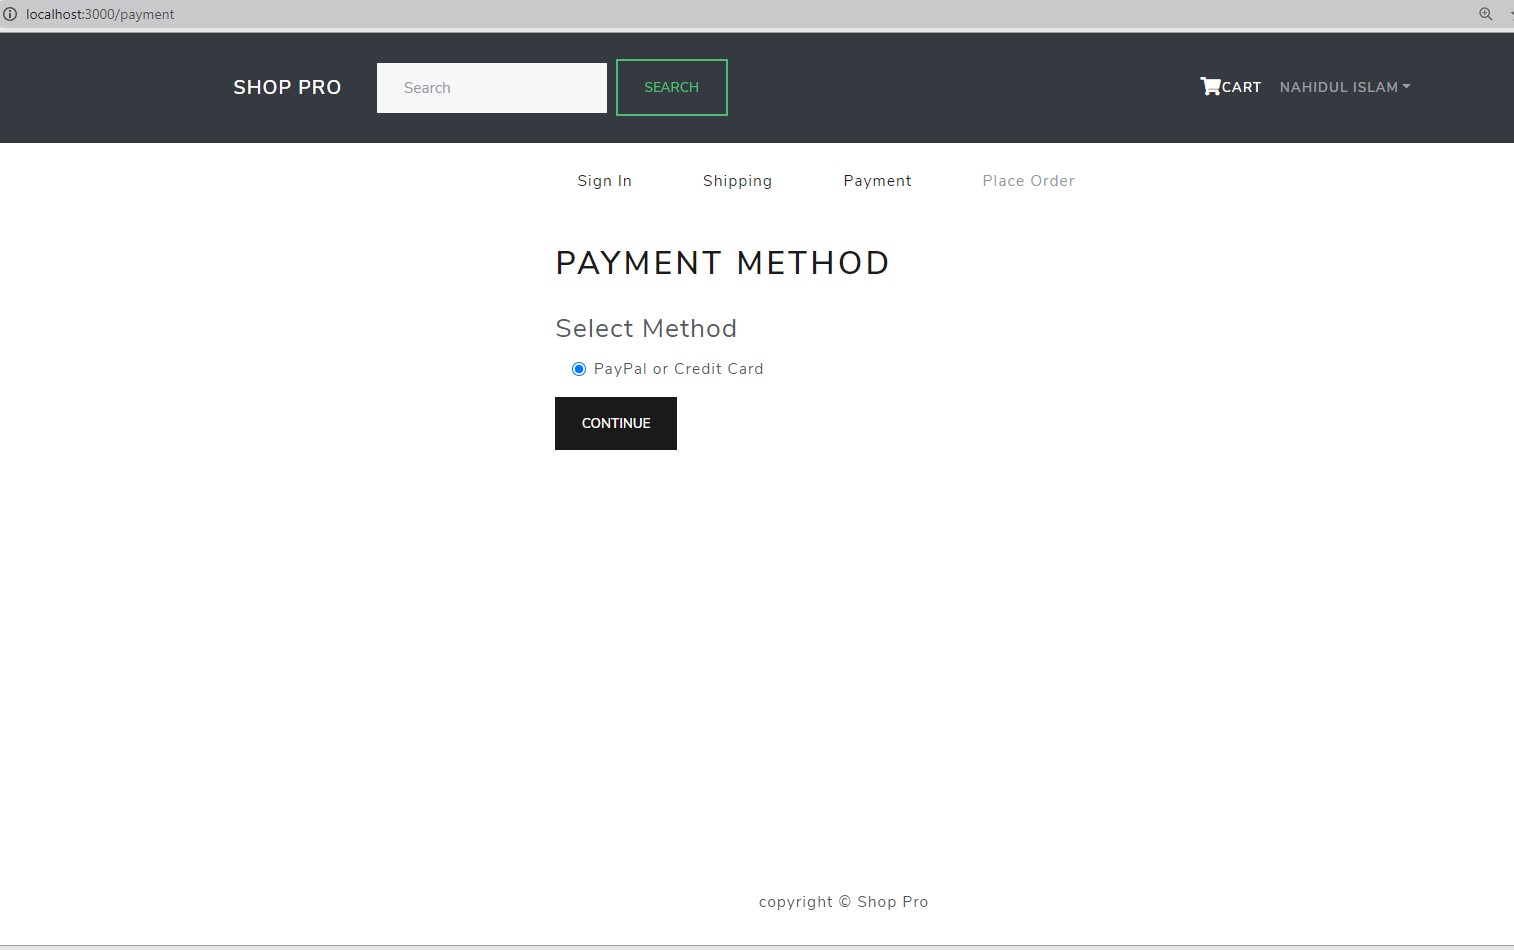 localhost:3000/payment
SHOP PRO Search SEARCH CART NAHIDUL ISLAM
Sign In Shipping Payment Place Order
PAYMENT METHOD
Select Method
PayPal or Credit Card
CONTINUE
copyright © Shop Pro